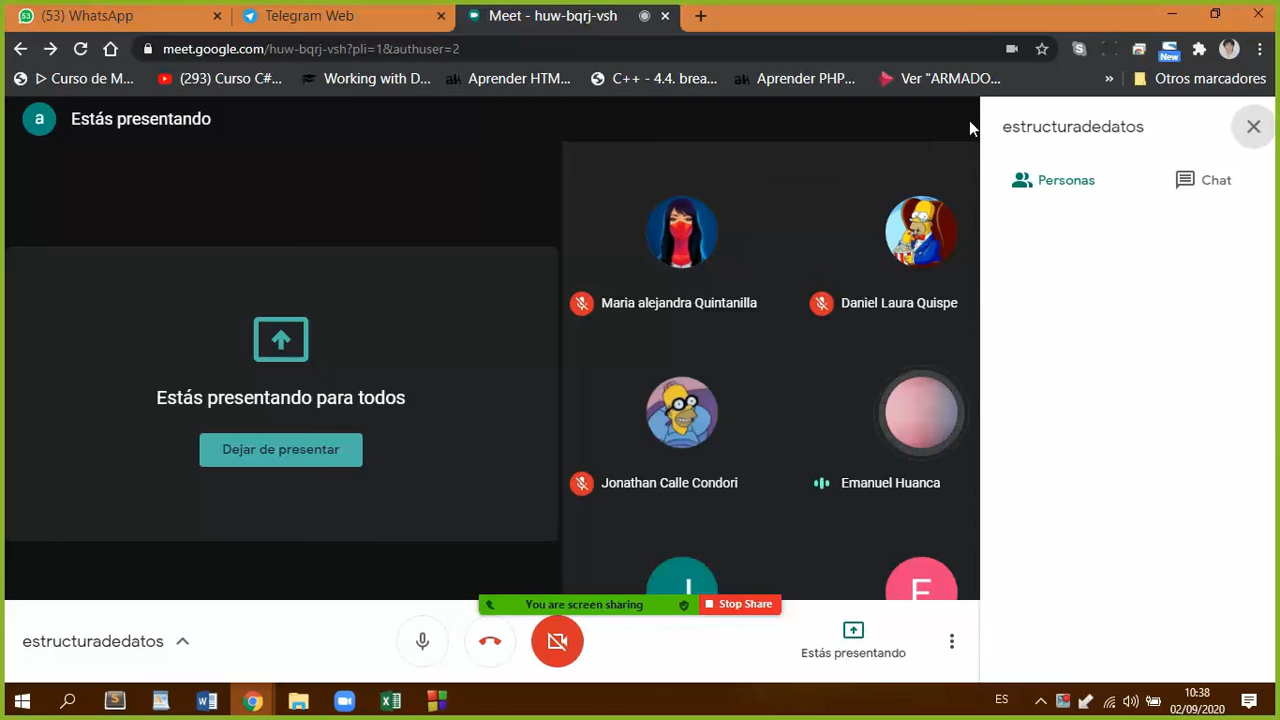 (53) WhatsApp
Telegram Web
Meet - huw-bqrj-vsh
meet.google.com/huw-bqrj-vsh?pli=1&authuser=2
New
Curso de M...
(293) Curso C#...
Working with D...
ak Aprender HTM...
C++ - 4.4. brea...
ak Aprender PHP...
Ver "ARMADO...
»
Otros marcadores
a
Estás presentando
estructuradedatos
Personas
Chat
Maria alejandra Quintanilla
Daniel Laura Quispe
Estás presentando para todos
Dejar de presentar
Jonathan Calle Condori
Emanuel Huanca
You are screen sharing
Stop Share
estructuradedatos
Estás presentando
ES
10:38
02/09/2020